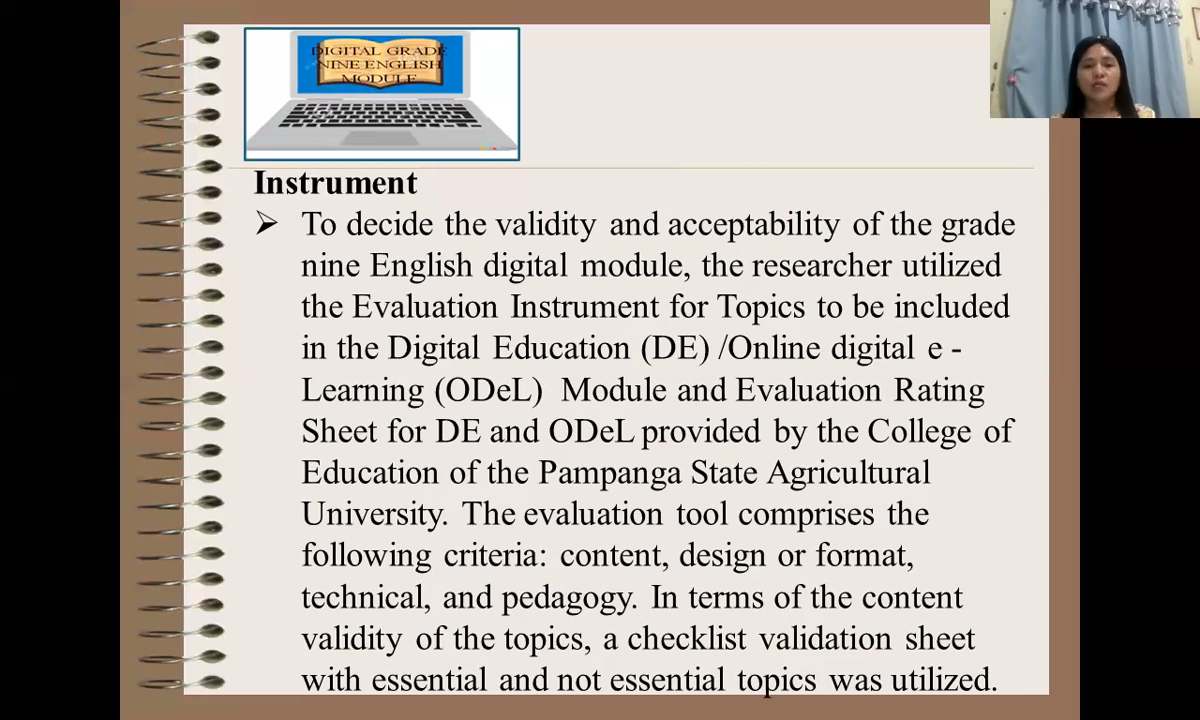 DIGITAL GRADE
NINE ENGLISH
MODULE
Instrument
To decide the validity and acceptability of the grade
nine English digital module, the researcher utilized
the Evaluation Instrument for Topics to be included
in the Digital Education (DE) /Online digital e -
Learning (ODeL) Module and Evaluation Rating
Sheet for DE and ODeL provided by the College of
Education of the Pampanga State Agricultural
University. The evaluation tool comprises the
following criteria: content, design or format,
technical, and pedagogy. In terms of the content
validity of the topics, a checklist validation sheet
with essential and not essential topics was utilized.